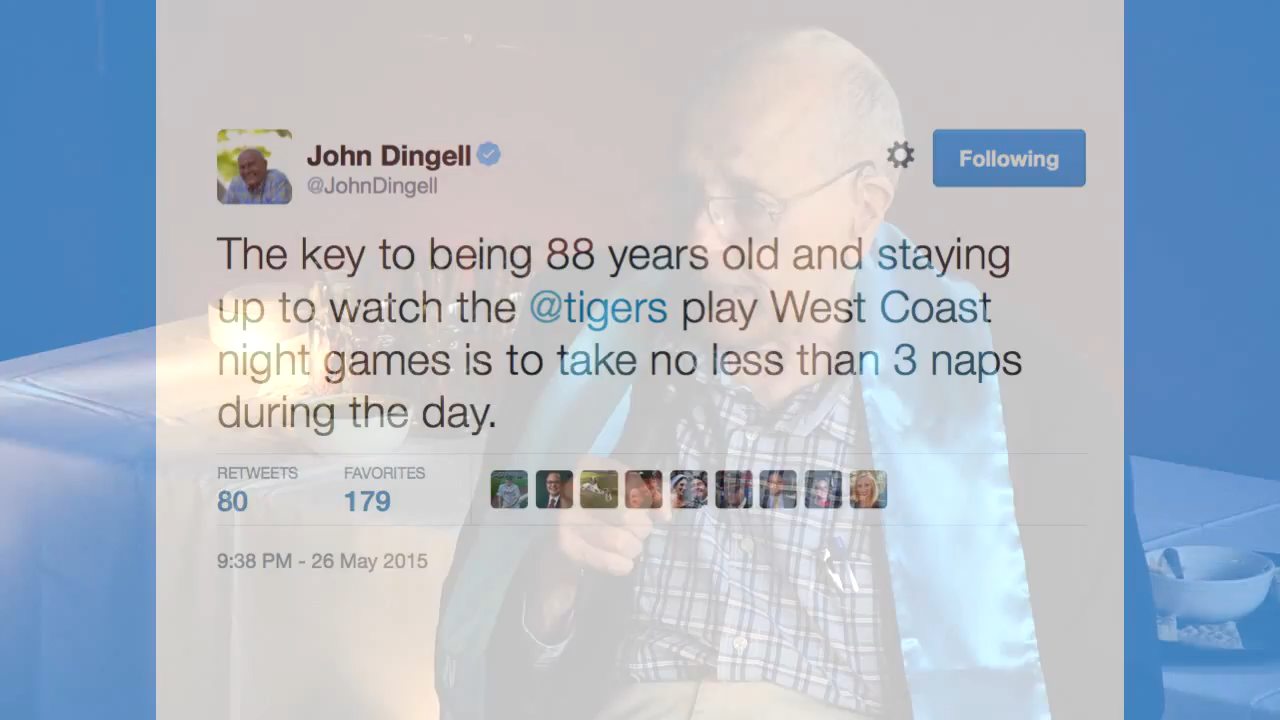 John Dingell
@JohnDingell
Following
The key to being 88 years old and staying
up to watch the @tigers play West Coast
night games is to take no less than 3 naps
during the day.
RETWEETS FAVORITES
80 179
9:38 PM - 26 May 2015